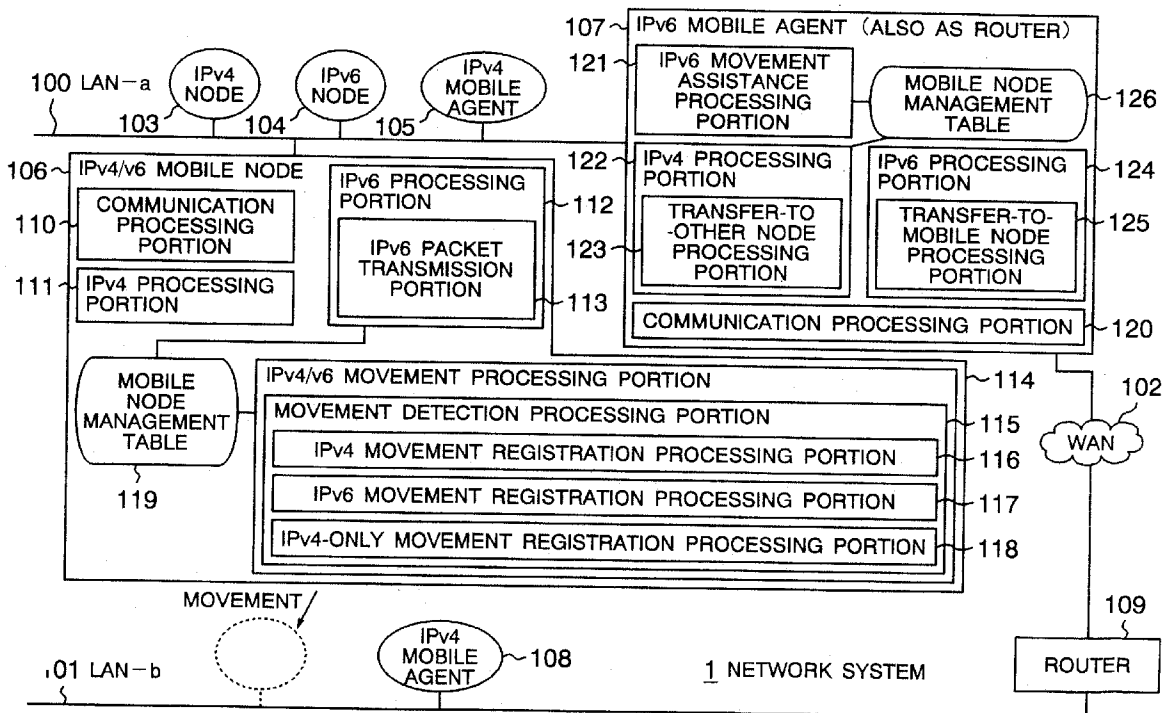 107 IPv6 MOBILE AGENT (ALSO AS ROUTER)
121 IPv6 MOVEMENT
ASSISTANCE
PROCESSING
PORTION
MOBILE NODE
MANAGEMENT
TABLE
126
100 LAN-a
IPv4
NODE
103
IPv6
NODE
104
IPv4
MOBILE
AGENT
105
122 IPv4 PROCESSING
PORTION
TRANSFER-TO
-OTHER NODE
PROCESSING
PORTION
123
IPv6 PROCESSING
PORTION
124
TRANSFER-TO-
MOBILE NODE
PROCESSING
PORTION
125
COMMUNICATION PROCESSING PORTION 120
106 IPv4/v6 MOBILE NODE
110 COMMUNICATION
PROCESSING
PORTION
111 IPv4 PROCESSING
PORTION
IPv6 PROCESSING
PORTION
112
IPv6 PACKET
TRANSMISSION
PORTION
113
MOBILE
NODE
MANAGEMENT
TABLE
119
IPv4/v6 MOVEMENT PROCESSING PORTION 114
MOVEMENT DETECTION PROCESSING PORTION 115
IPv4 MOVEMENT REGISTRATION PROCESSING PORTION 116
IPv6 MOVEMENT REGISTRATION PROCESSING PORTION 117
IPv4-ONLY MOVEMENT REGISTRATION PROCESSING PORTION 118
102
WAN
MOVEMENT
101 LAN-b
IPv4
MOBILE
AGENT
108
1 NETWORK SYSTEM
109
ROUTER